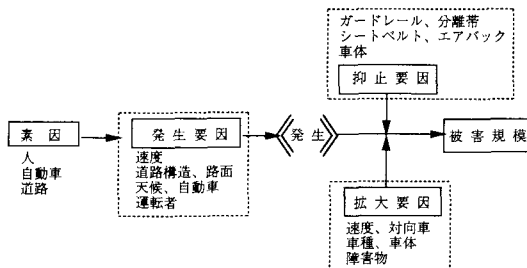 ガードレール、分離帯
シートベルト、エアバック
車体
抑止要因
素因
発生要因
発生
被害規模
人
自動車
道路
速度
道路構造、路面
天候、自動車
運転者
拡大要因
速度、対向車
車種、車体
障害物